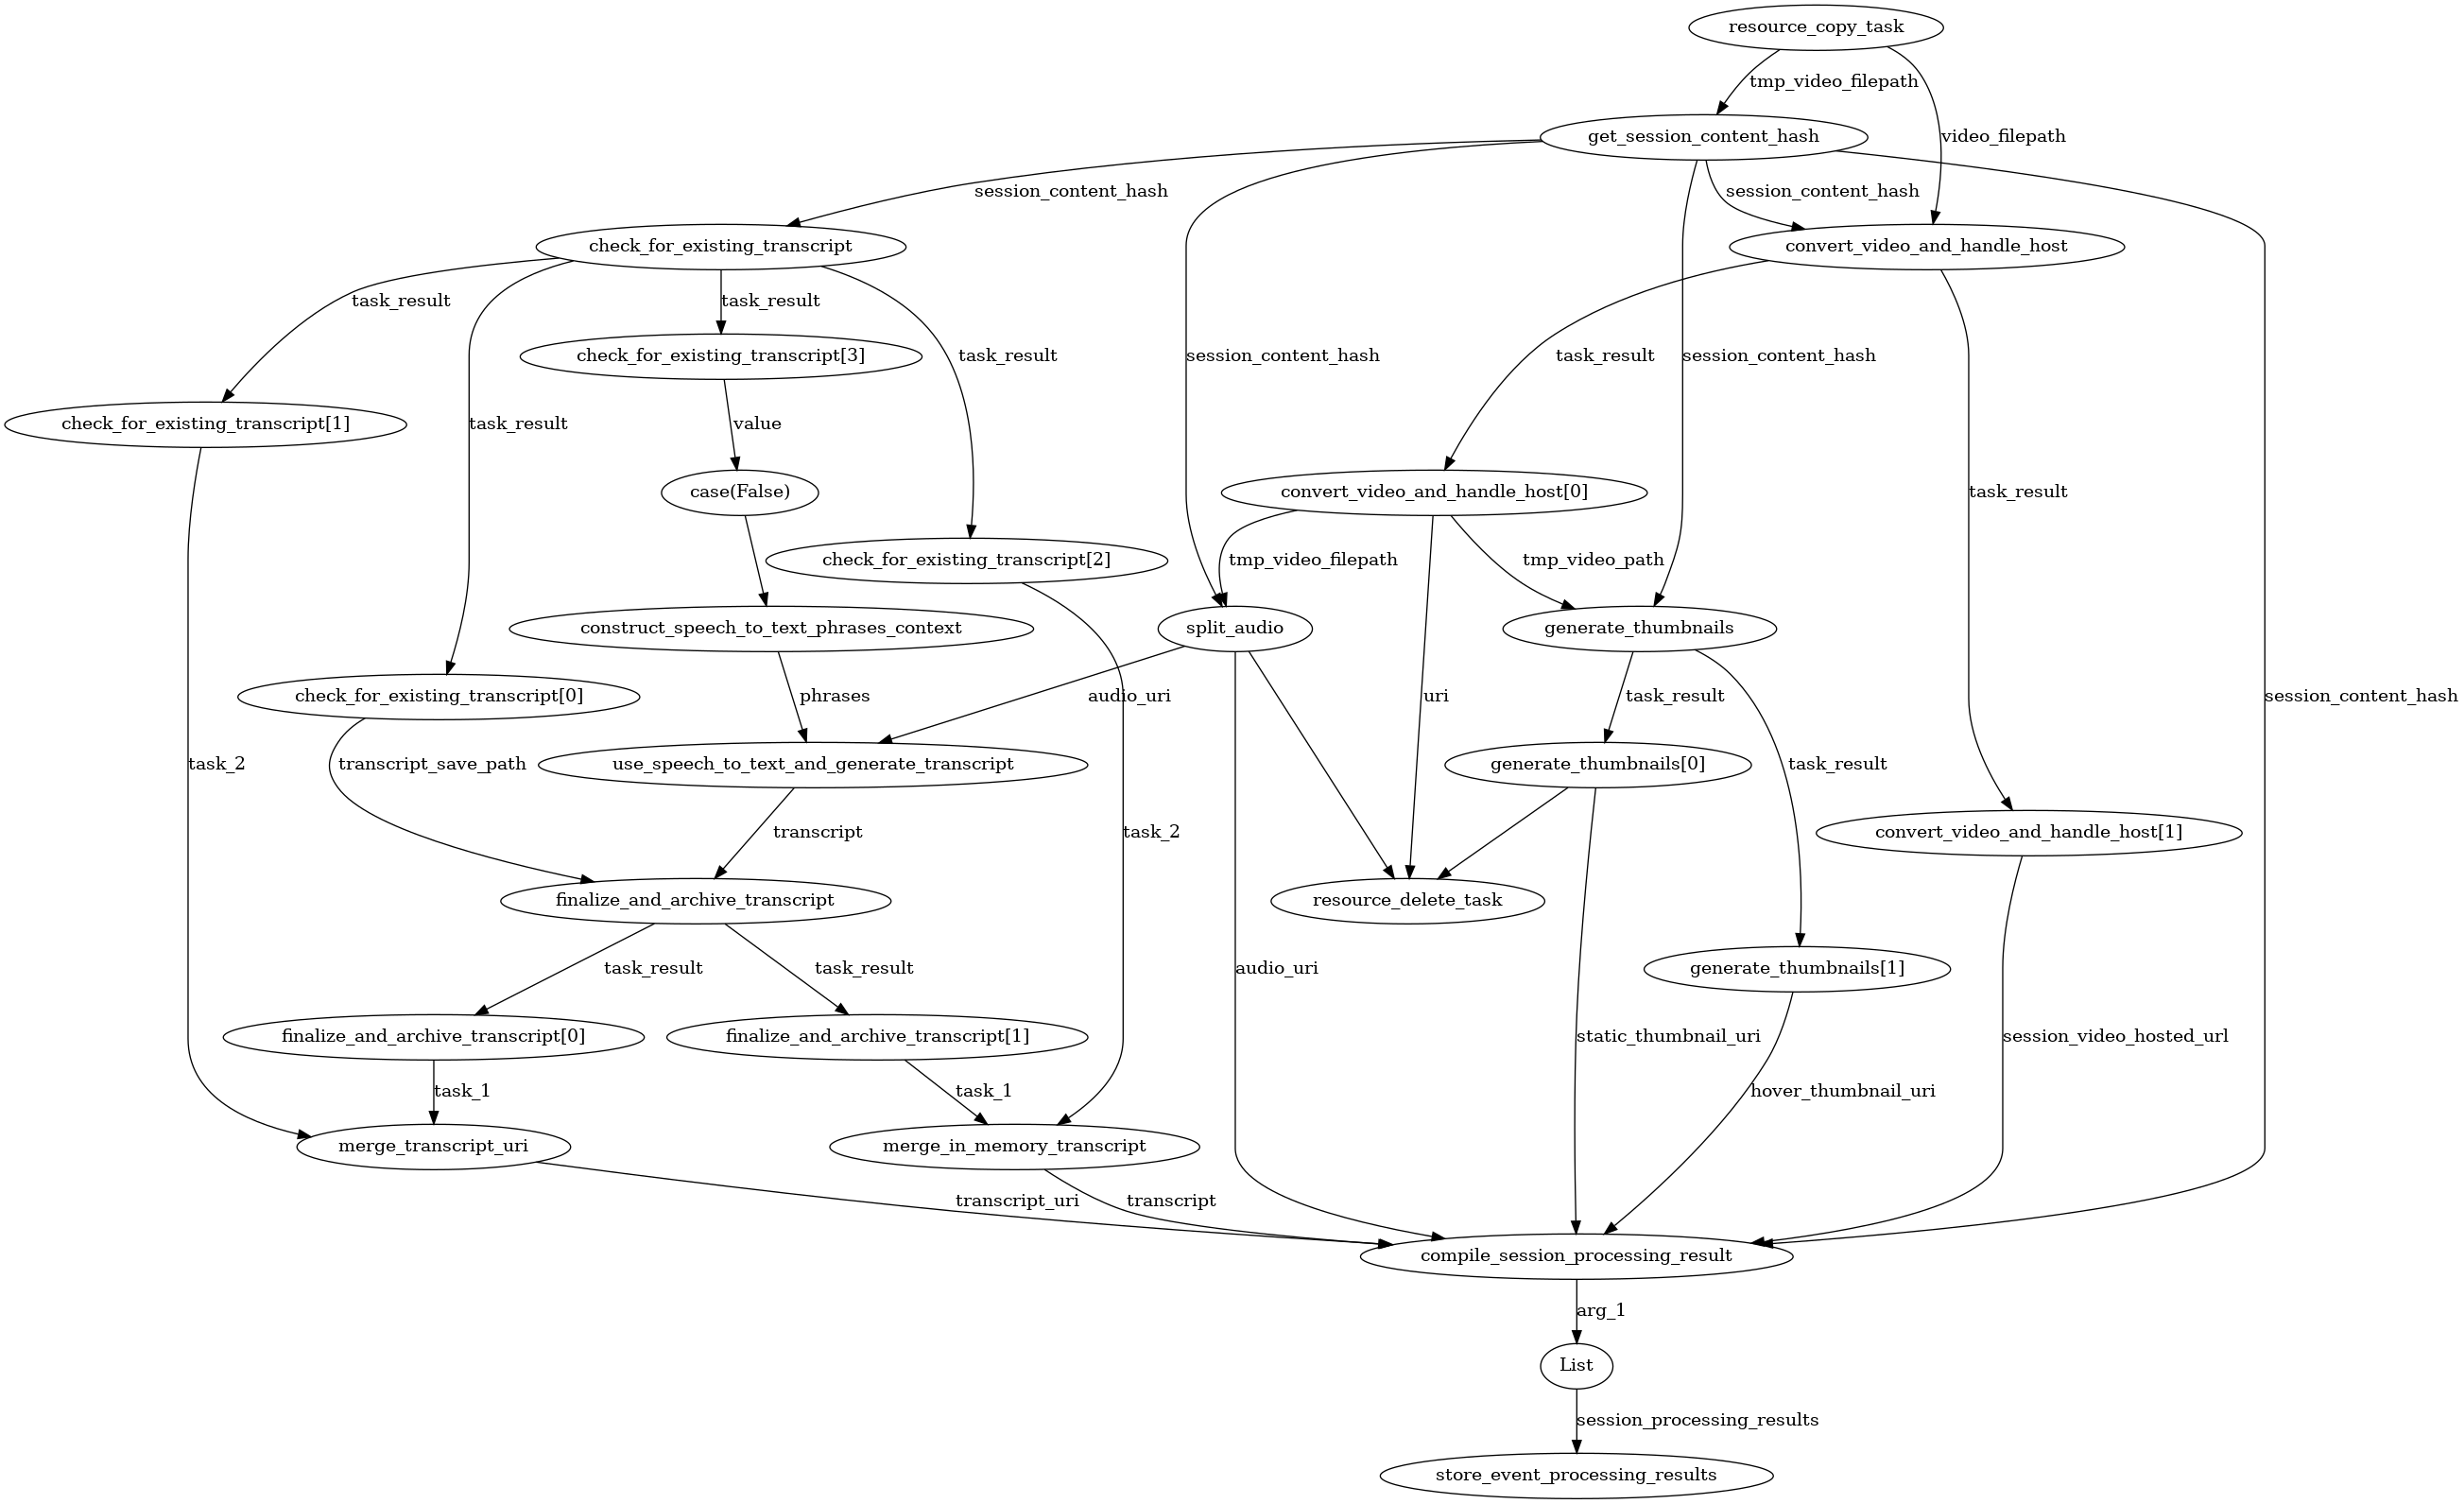 resource_copy_task
tmp_video_filepath
get_session_content_hash
video_filepath
session_content_hash
session_content_hash
check_for_existing_transcript
convert_video_and_handle_host
task_result
task_result
check_for_existing_transcript[3]
task_result
session_content_hash
task_result
session_content_hash
check_for_existing_transcript[1]
task_result
value
case(False)
convert_video_and_handle_host[0]
task_result
check_for_existing_transcript[2]
tmp_video_filepath
tmp_video_path
construct_speech_to_text_phrases_context
split_audio
generate_thumbnails
check_for_existing_transcript[0]
phrases
audio_uri
uri
task_result
session_content_hash
task_2
transcript_save_path
use_speech_to_text_and_generate_transcript
generate_thumbnails[0]
task_result
transcript
task_2
convert_video_and_handle_host[1]
finalize_and_archive_transcript
resource_delete_task
task_result
task_result
audio_uri
generate_thumbnails[1]
finalize_and_archive_transcript[0]
finalize_and_archive_transcript[1]
static_thumbnail_uri
session_video_hosted_url
task_1
task_1
hover_thumbnail_uri
merge_transcript_uri
merge_in_memory_transcript
transcript_uri
transcript
compile_session_processing_result
arg_1
List
session_processing_results
store_event_processing_results